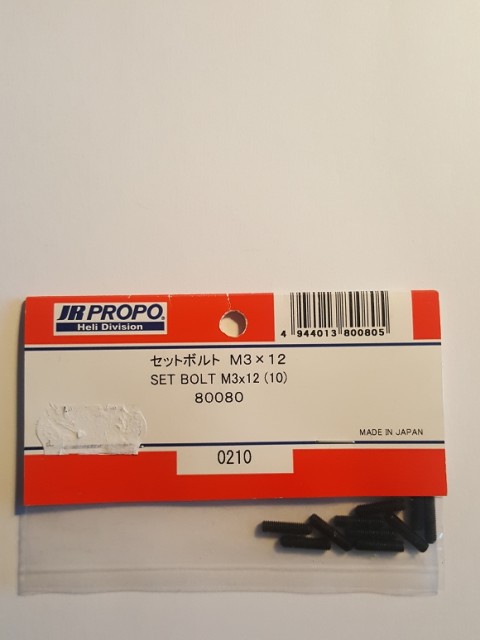 JR PROPO®
Heli Division
4 944013 800805
セットボルト M3×12
SET BOLT M3x12 (10)
80080
MADE IN JAPAN
0210